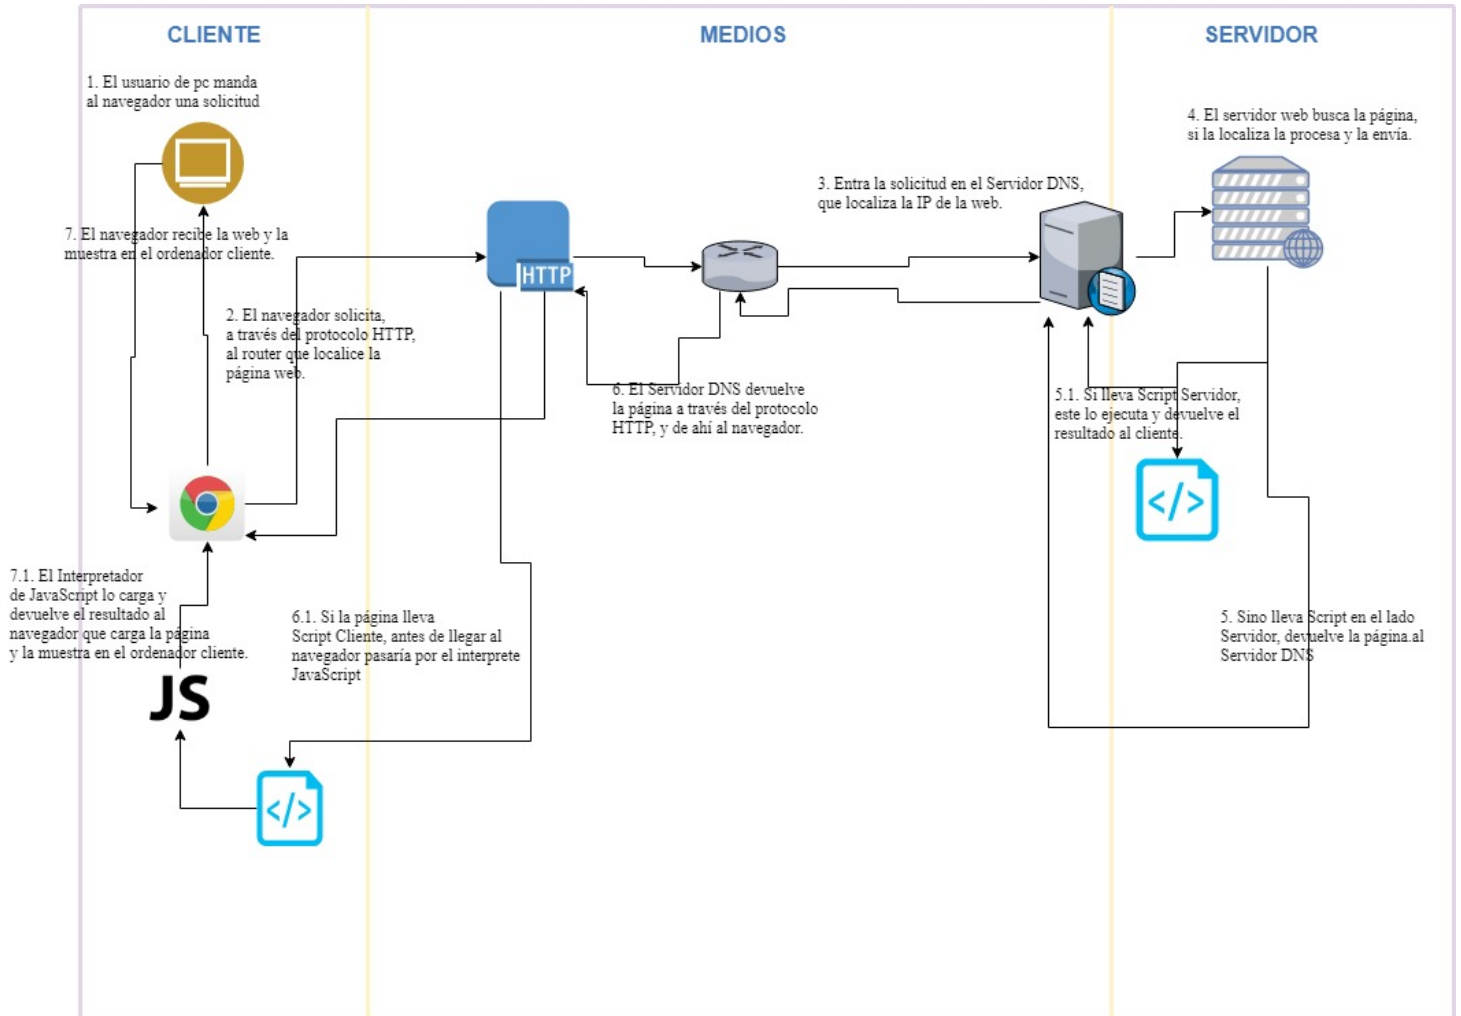 CLIENTE
MEDIOS
SERVIDOR
1. El usuario de pc manda
al navegador una solicitud
4. El servidor web busca la página,
si la localiza la procesa y la envía.
3. Entra la solicitud en el Servidor DNS,
que localiza la IP de la web.
7. El navegador recibe la web y la
muestra en el ordenador cliente.
HTTP
2. El navegador solicita,
a través del protocolo HTTP,
al router que localice la
página web.
6. El Servidor DNS devuelve
la página a través del protocolo
HTTP, y de ahí al navegador.
5.1. Si lleva Script Servidor,
este lo ejecuta y devuelve el
resultado al cliente.
</>
7.1. El Interpretador
de JavaScript lo carga y
devuelve el resultado al
navegador que carga la página
y la muestra en el ordenador cliente.
6.1. Si la página lleva
Script Cliente, antes de llegar al
navegador pasaría por el interprete
JavaScript
5. Sino lleva Script en el lado
Servidor, devuelve la página.al
Servidor DNS
JS
</>